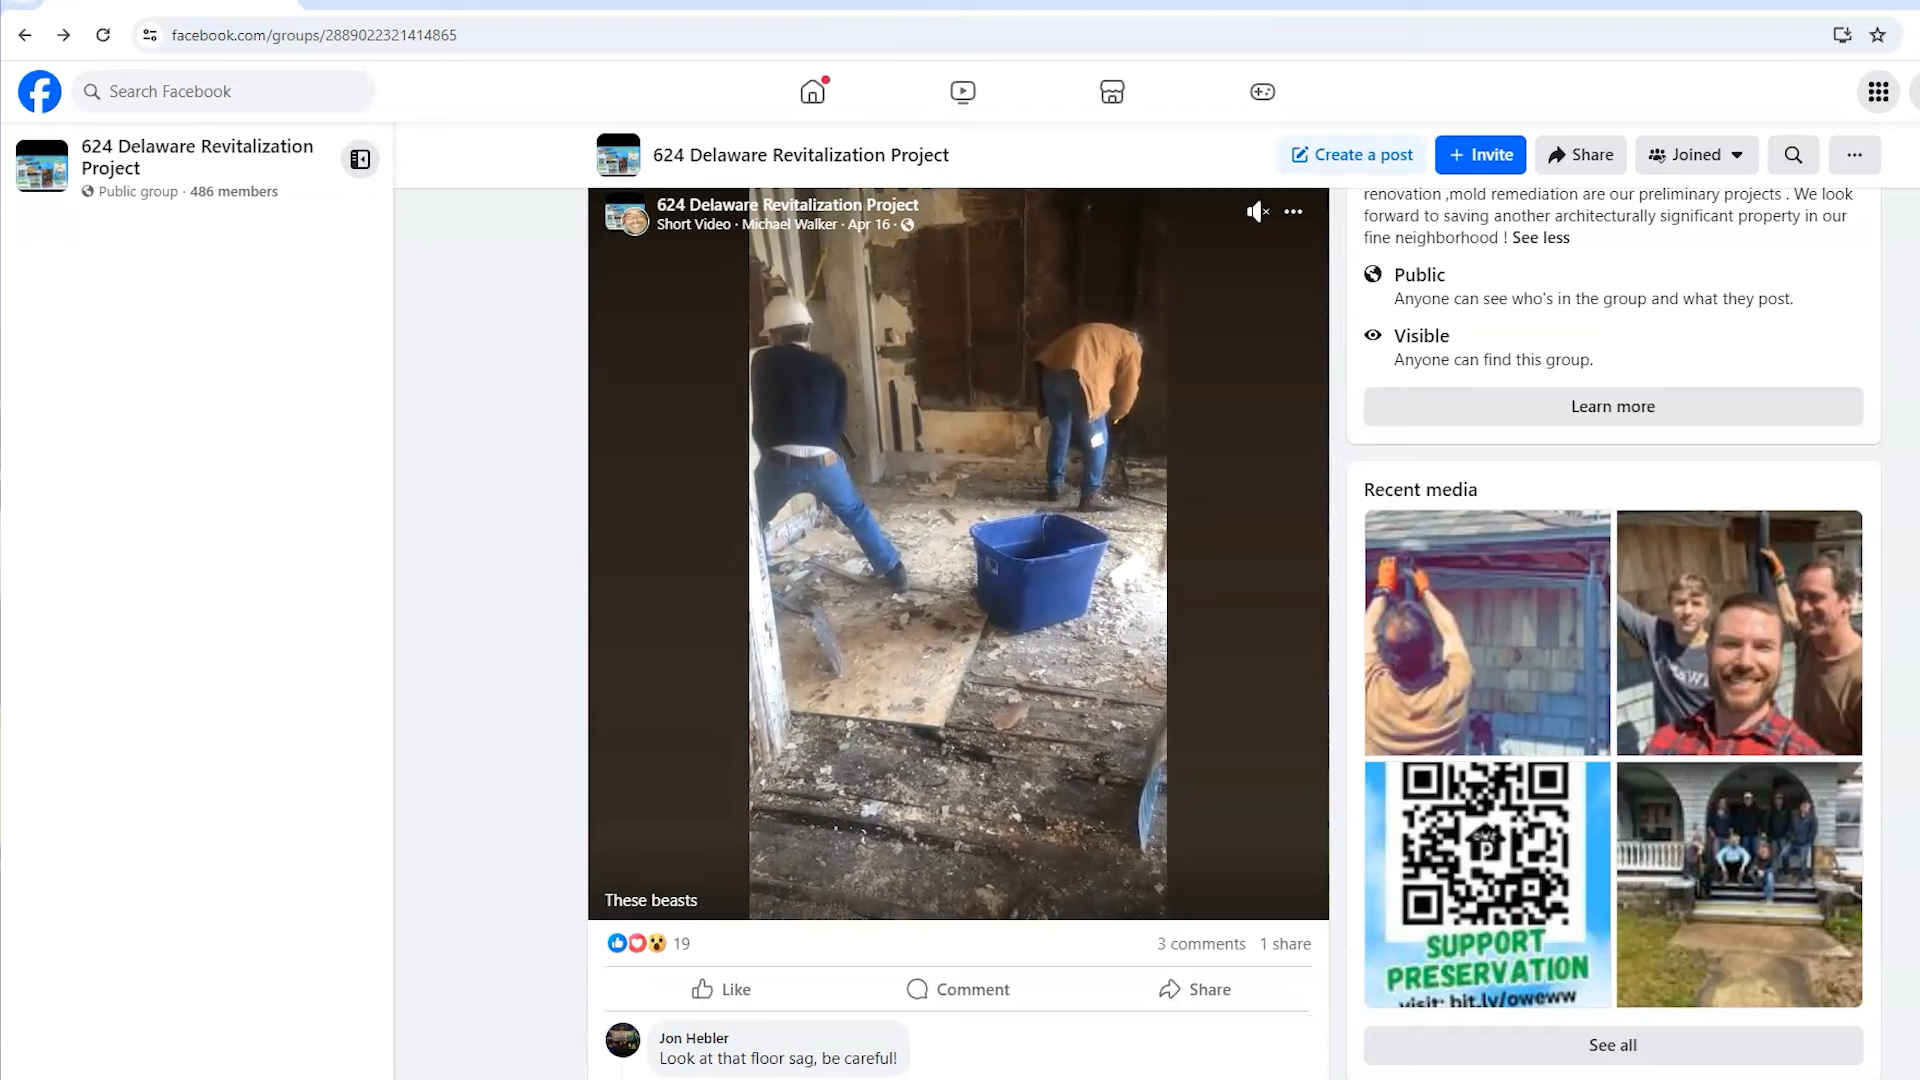 facebook.com/groups/2889022321414865
Search Facebook
624 Delaware Revitalization
Project
Public group · 486 members
624 Delaware Revitalization Project
Create a post
+ Invite
Share
Joined
624 Delaware Revitalization Project
Short Video · Michael Walker · Apr 16 ·
These beasts
19
3 comments 1 share
Like
Comment
Share
Jon Hebler
Look at that floor sag, be careful!
renovation ,mold remediation are our preliminary projects . We look
forward to saving another architecturally significant property in our
fine neighborhood ! See less
Public
Anyone can see who's in the group and what they post.
Visible
Anyone can find this group.
Learn more
Recent media
SUPPORT
PRESERVATION
visit: bit.ly/oweww
See all